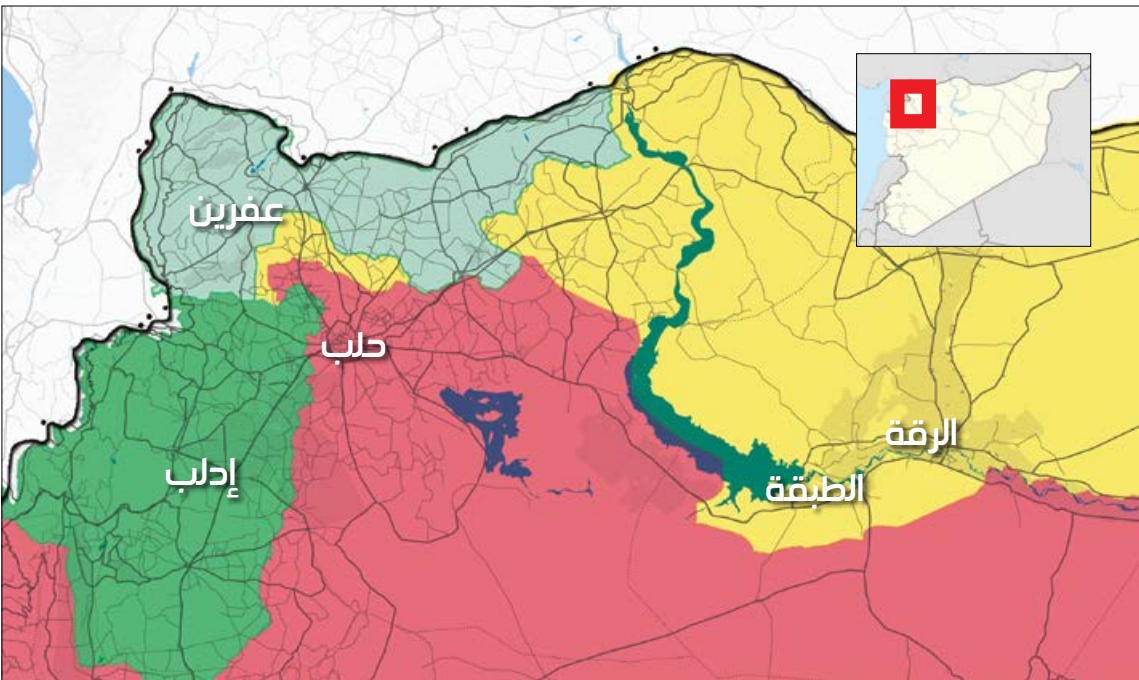 عفرين
حلب
الرقة
إدلب
الطبقة